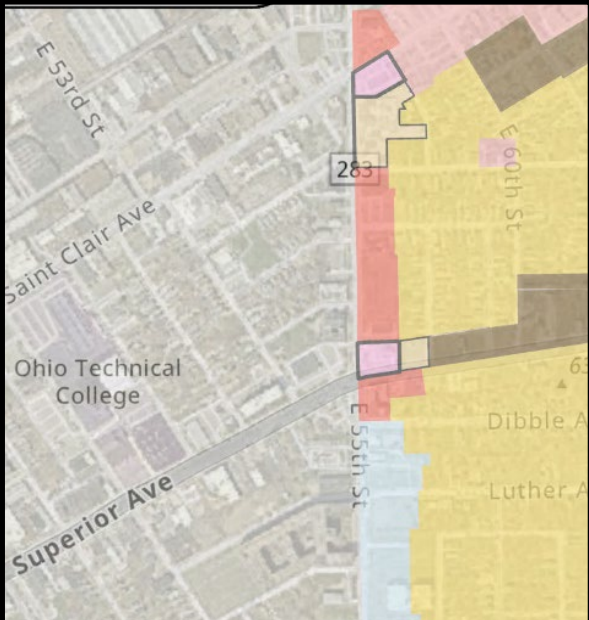 E 53rd St
283
E 60th St
Saint Clair Ave
Ohio Technical
College
63
Dibble A
E 55th St
Luther A
Superior Ave